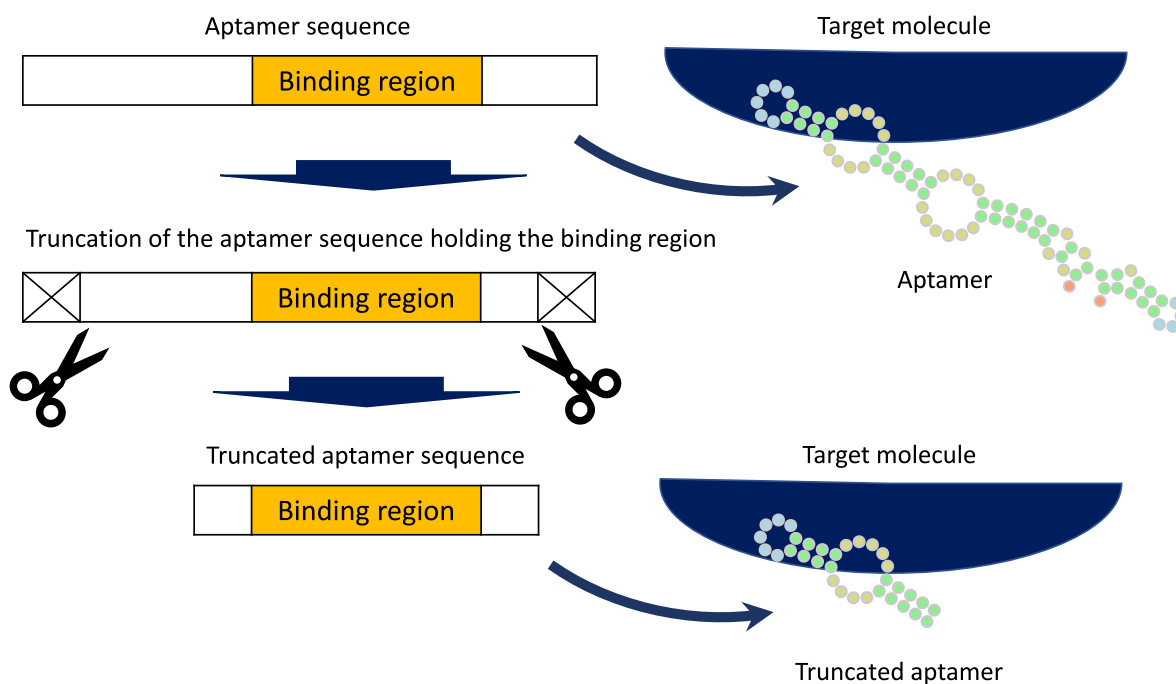 Aptamer sequence
Target molecule
Binding region
Truncation of the aptamer sequence holding the binding region
Aptamer
Binding region
Truncated aptamer sequence
Target molecule
Binding region
Truncated aptamer